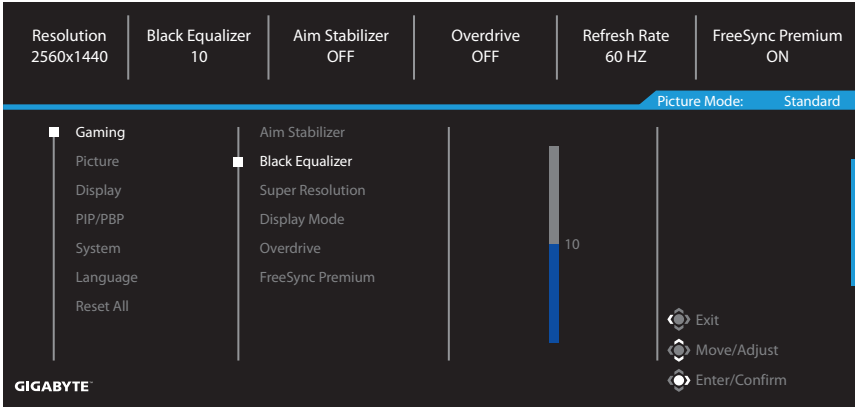 Resolution Black Equalizer Aim Stabilizer Overdrive Refresh Rate FreeSync Premium
2560x1440 10 OFF OFF 60 HZ ON
Picture Mode: Standard
Gaming
Picture
Display
PIP/PBP
System
Language
Reset All
Aim Stabilizer
Black Equalizer
Super Resolution
Display Mode
Overdrive
FreeSync Premium
10
Exit
Move/Adjust
Enter/Confirm
GIGABYTE™